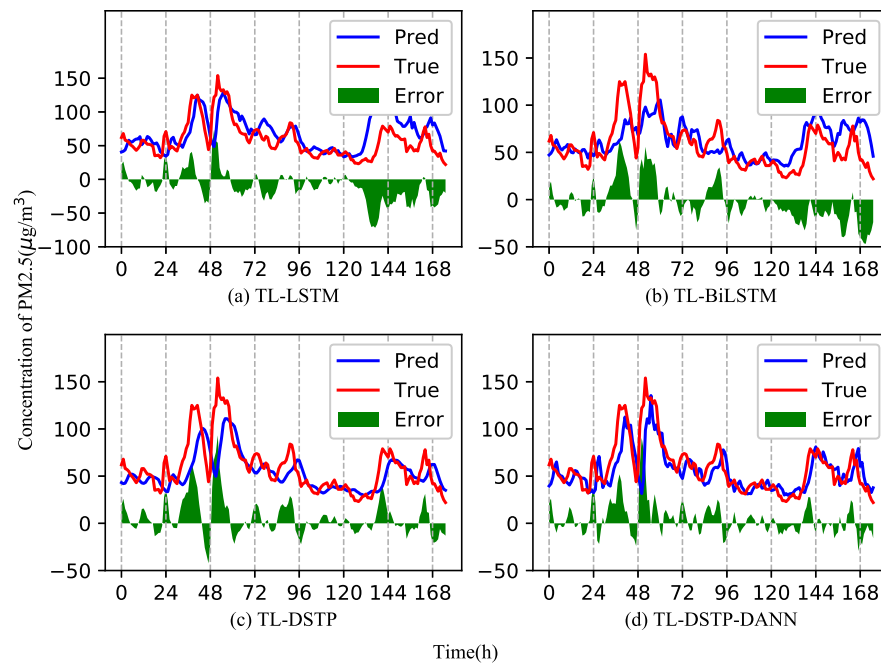 Concentration of PM2.5(μg/m³)
150
100
50
0
−50
−100
Pred
True
Error
0 24 48 72 96 120 144 168
(a) TL-LSTM
150
100
50
0
−50
Pred
True
Error
0 24 48 72 96 120 144 168
(b) TL-BiLSTM
150
100
50
0
−50
Pred
True
Error
0 24 48 72 96 120 144 168
(c) TL-DSTP
150
100
50
0
−50
Pred
True
Error
0 24 48 72 96 120 144 168
(d) TL-DSTP-DANN
Time(h)